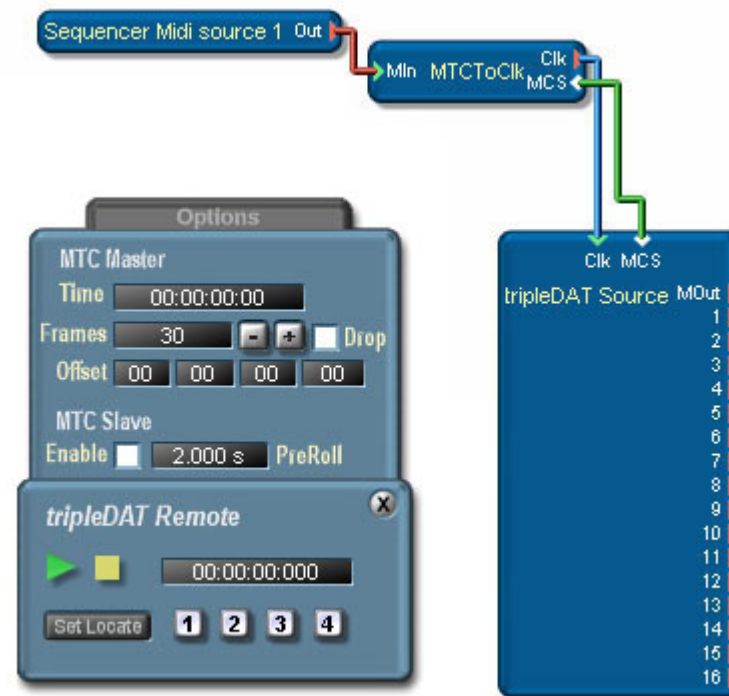 Sequencer Midi source 1 Out
MIn MTCToClk Clk
MCS
Options
MTC Master
Time 00:00:00:00
Frames 30 - + Drop
Offset 00 00 00 00
MTC Slave
Enable 2.000 s PreRoll
tripleDAT Remote X
00:00:00:000
Set Locate 1 2 3 4
Clk MCS
tripleDAT Source MOut
1
2
3
4
5
6
7
8
9
10
11
12
13
14
15
16